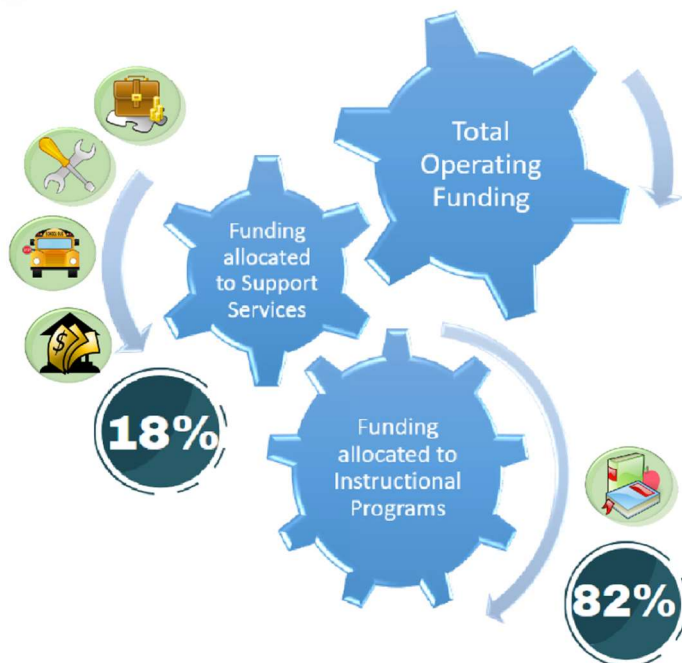 Total
Operating
Funding
Funding
allocated
to Support
Services
18%
Funding
allocated to
Instructional
Programs
82%
$